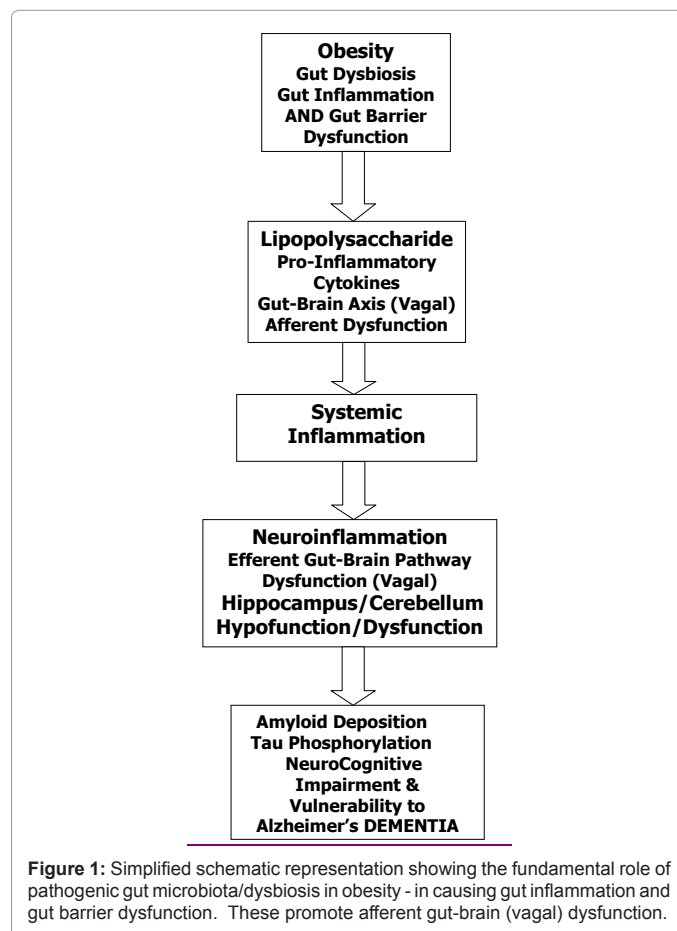 Obesity
Gut Dysbiosis
Gut Inflammation
AND Gut Barrier
Dysfunction
Lipopolysaccharide
Pro-Inflammatory
Cytokines
Gut-Brain Axis (Vagal)
Afferent Dysfunction
Systemic
Inflammation
Neuroinflammation
Efferent Gut-Brain Pathway
Dysfunction (Vagal)
Hippocampus/Cerebellum
Hypofunction/Dysfunction
Amyloid Deposition
Tau Phosphorylation
NeuroCognitive
Impairment &
Vulnerability to
Alzheimer's DEMENTIA
Figure 1: Simplified schematic representation showing the fundamental role of
pathogenic gut microbiota/dysbiosis in obesity - in causing gut inflammation and
gut barrier dysfunction. These promote afferent gut-brain (vagal) dysfunction.